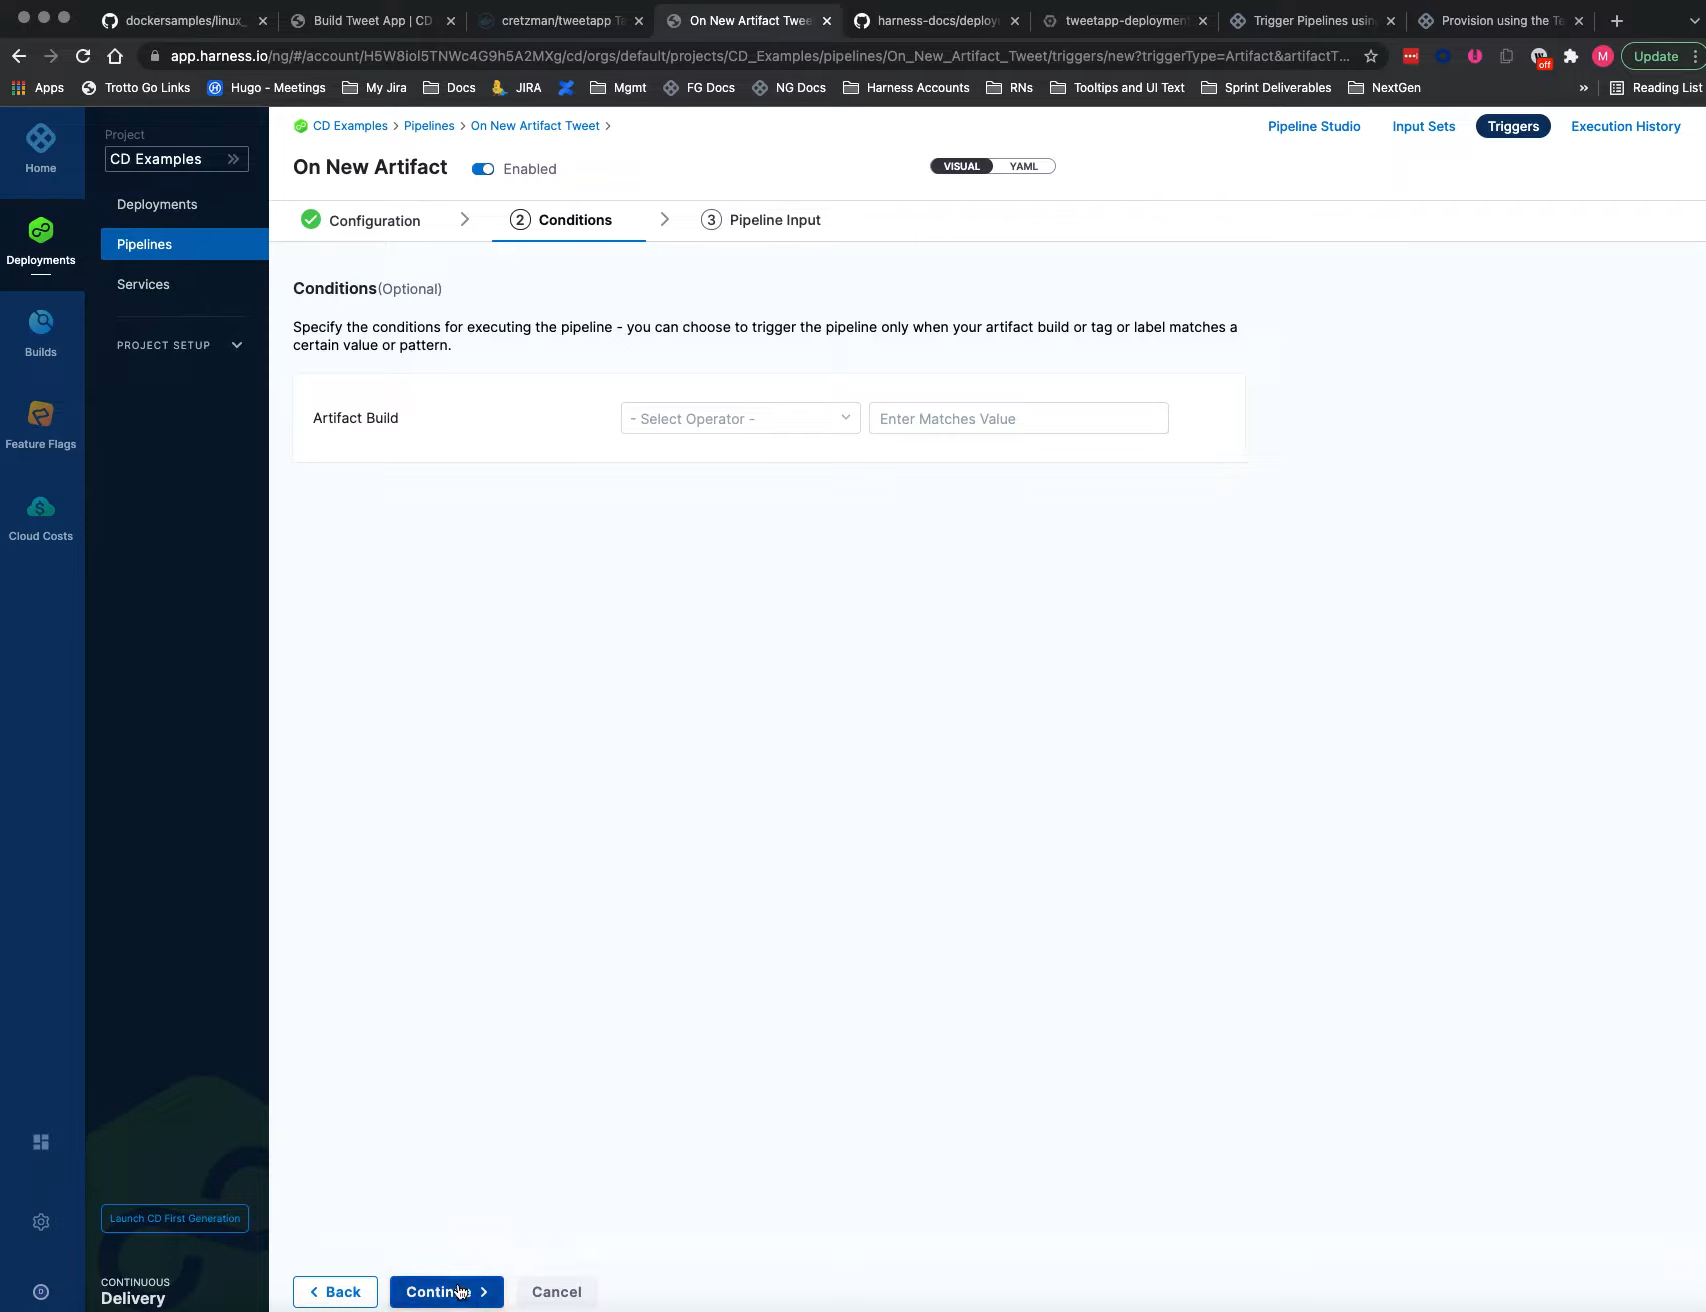 dockersamples/linux_
Build Tweet App | CD
cretzman/tweetapp Ta
On New Artifact Twee
harness-docs/deploy
tweetapp-deployment
Trigger Pipelines usin
Provision using the Te
app.harness.io/ng/#/account/H5W8iol5TNWc4G9h5A2MXg/cd/orgs/default/projects/CD_Examples/pipelines/On_New_Artifact_Tweet/triggers/new?triggerType=Artifact&artifactT...
off
M
Update
Apps
Trotto Go Links
Hugo - Meetings
My Jira
Docs
JIRA
Mgmt
FG Docs
NG Docs
Harness Accounts
RNs
Tooltips and UI Text
Sprint Deliverables
NextGen
»
Reading List
Home
Deployments
Builds
Feature Flags
Cloud Costs
Project
CD Examples
Deployments
Pipelines
Services
PROJECT SETUP
Launch CD First Generation
CONTINUOUS
Delivery
CD Examples > Pipelines > On New Artifact Tweet >
Pipeline Studio
Input Sets
Triggers
Execution History
On New Artifact
Enabled
VISUAL
YAML
Configuration
2 Conditions
3 Pipeline Input
Conditions(Optional)
Specify the conditions for executing the pipeline - you can choose to trigger the pipeline only when your artifact build or tag or label matches a
certain value or pattern.
Artifact Build
- Select Operator -
Enter Matches Value
Back
Continue
Cancel